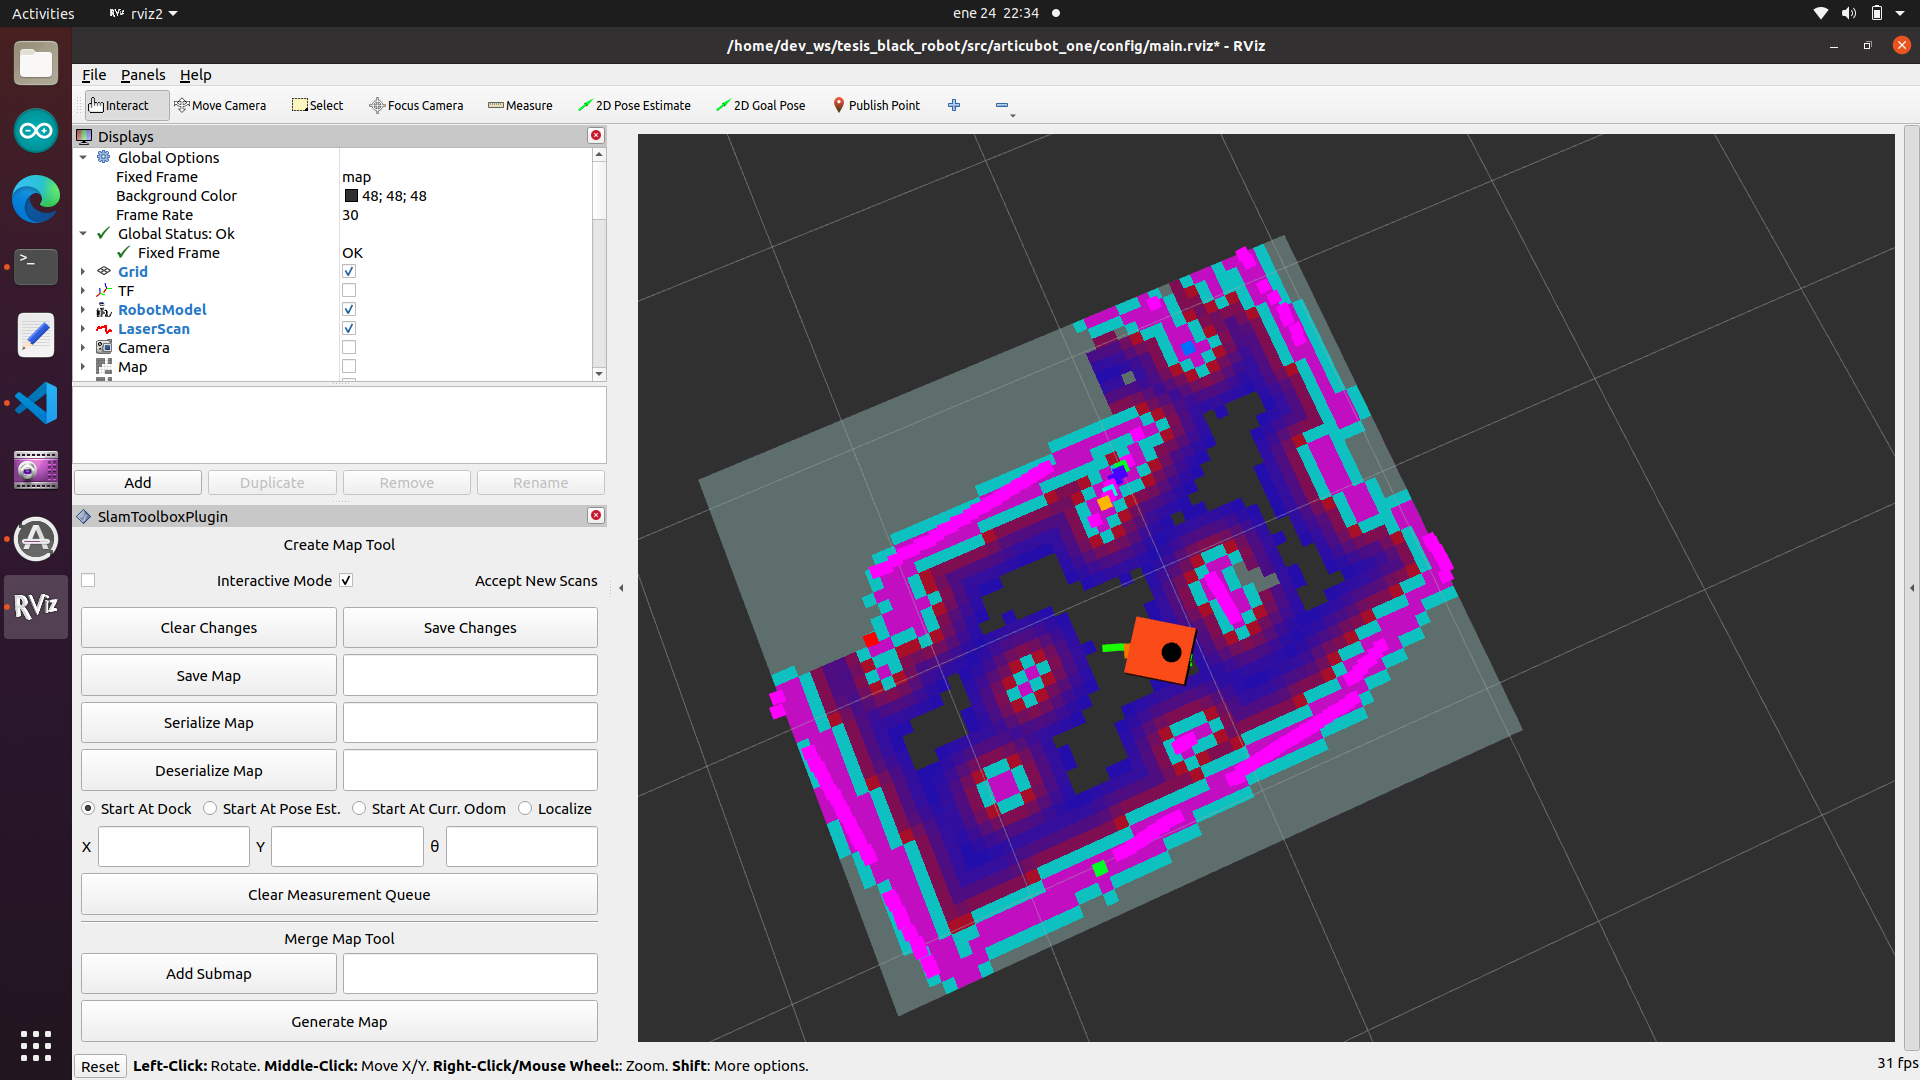 Activities
rviz2
ene 24 22:34
/home/dev_ws/tesis_black_robot/src/articubot_one/config/main.rviz* - RViz
File Panels Help
Interact Move Camera Select Focus Camera Measure 2D Pose Estimate 2D Goal Pose Publish Point
Displays
Global Options
Fixed Frame map
Background Color 48; 48; 48
Frame Rate 30
Global Status: Ok
Fixed Frame OK
Grid
TF
RobotModel
LaserScan
Camera
Map
Add Duplicate Remove Rename
SlamToolboxPlugin
Create Map Tool
Interactive Mode Accept New Scans
Clear Changes Save Changes
Save Map
Serialize Map
Deserialize Map
Start At Dock Start At Pose Est. Start At Curr. Odom Localize
X Y θ
Clear Measurement Queue
Merge Map Tool
Add Submap
Generate Map
RViz
Reset Left-Click: Rotate. Middle-Click: Move X/Y. Right-Click/Mouse Wheel:: Zoom. Shift: More options.
31 fps